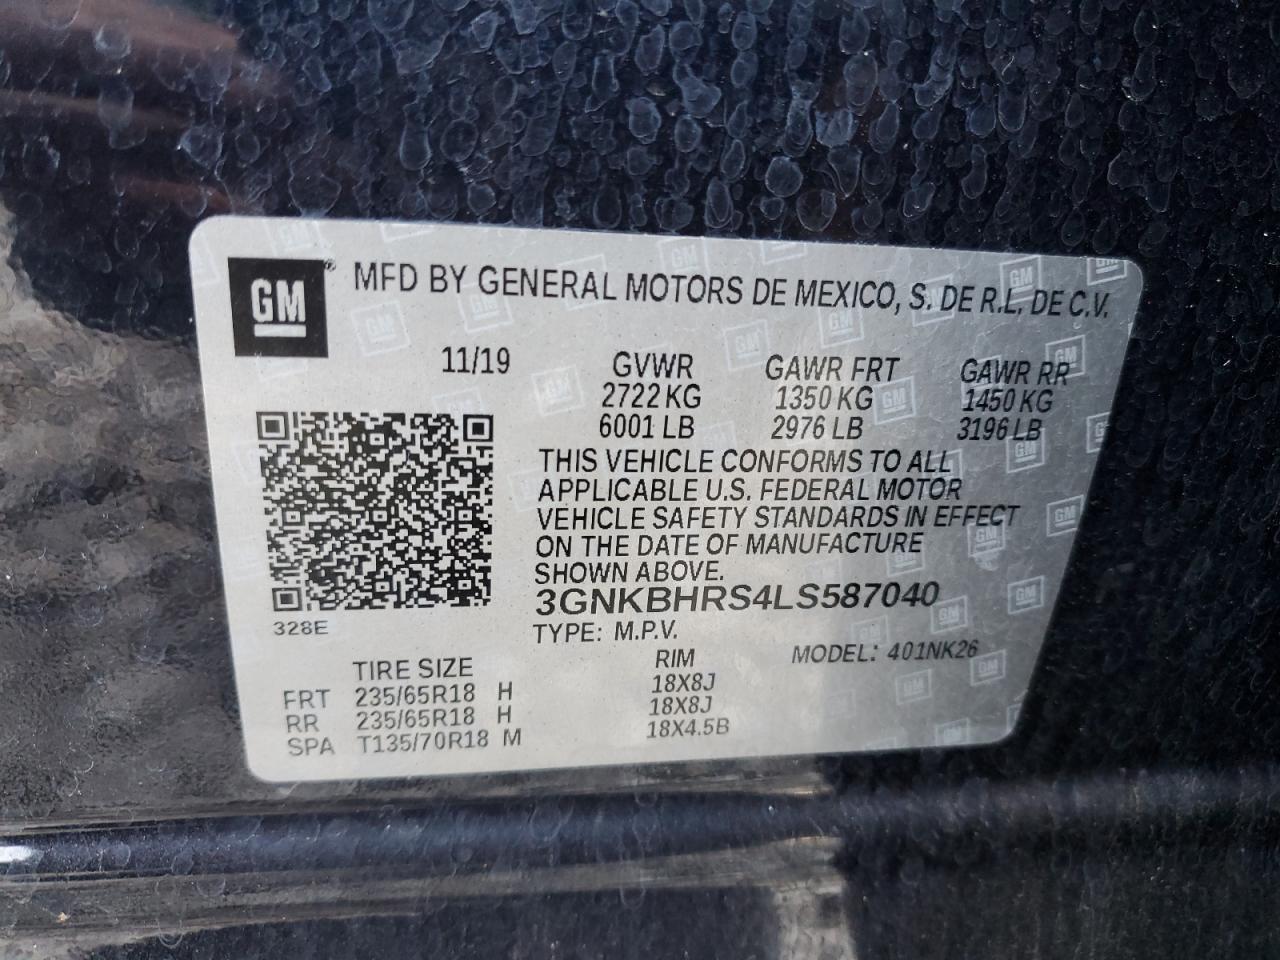 GM® MFD BY GENERAL MOTORS DE MEXICO, S. DE R.L. DE C.V.
11/19 GVWR GAWR FRT GAWR RR
2722 KG 1350 KG 1450 KG
6001 LB 2976 LB 3196 LB
THIS VEHICLE CONFORMS TO ALL
APPLICABLE U.S. FEDERAL MOTOR
VEHICLE SAFETY STANDARDS IN EFFECT
ON THE DATE OF MANUFACTURE
SHOWN ABOVE.
3GNKBHRS4LS587040
328E
TYPE: M.P.V. MODEL: 401NK26
TIRE SIZE RIM
FRT 235/65R18 H 18X8J
RR 235/65R18 H 18X8J
SPA T135/70R18 M 18X4.5B